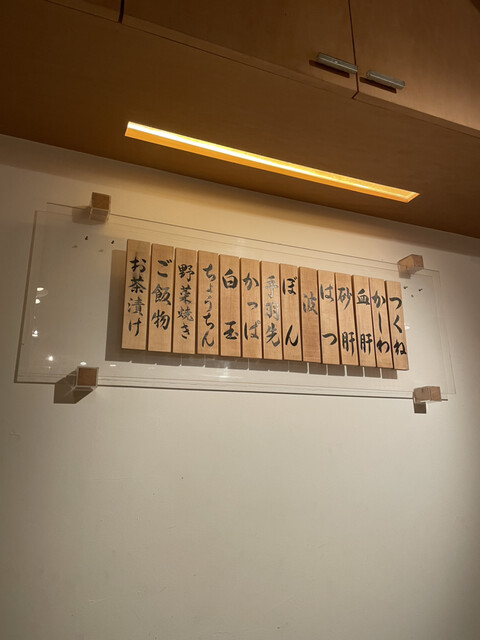 つくね
かしわ
血肝
砂肝
はつ
波
ぼん
手羽先
かっぱ
白玉
ちょうちん
野菜焼き
ご飯物
お茶漬け